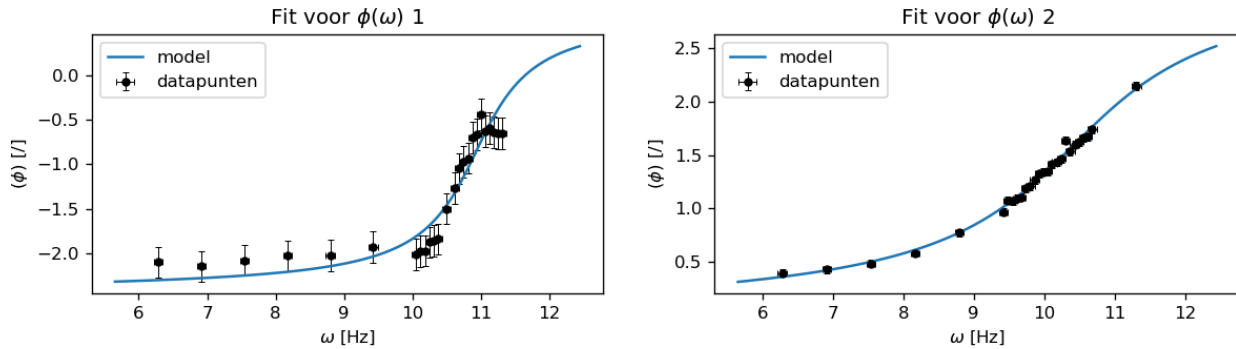 Fit voor ϕ(ω) 1
model
datapunten
0.0
−0.5
−1.0
−1.5
−2.0
⟨ϕ⟩ [/]
6 7 8 9 10 11 12
ω [Hz]
Fit voor ϕ(ω) 2
model
datapunten
2.5
2.0
1.5
1.0
0.5
⟨ϕ⟩ [/]
6 7 8 9 10 11 12
ω [Hz]